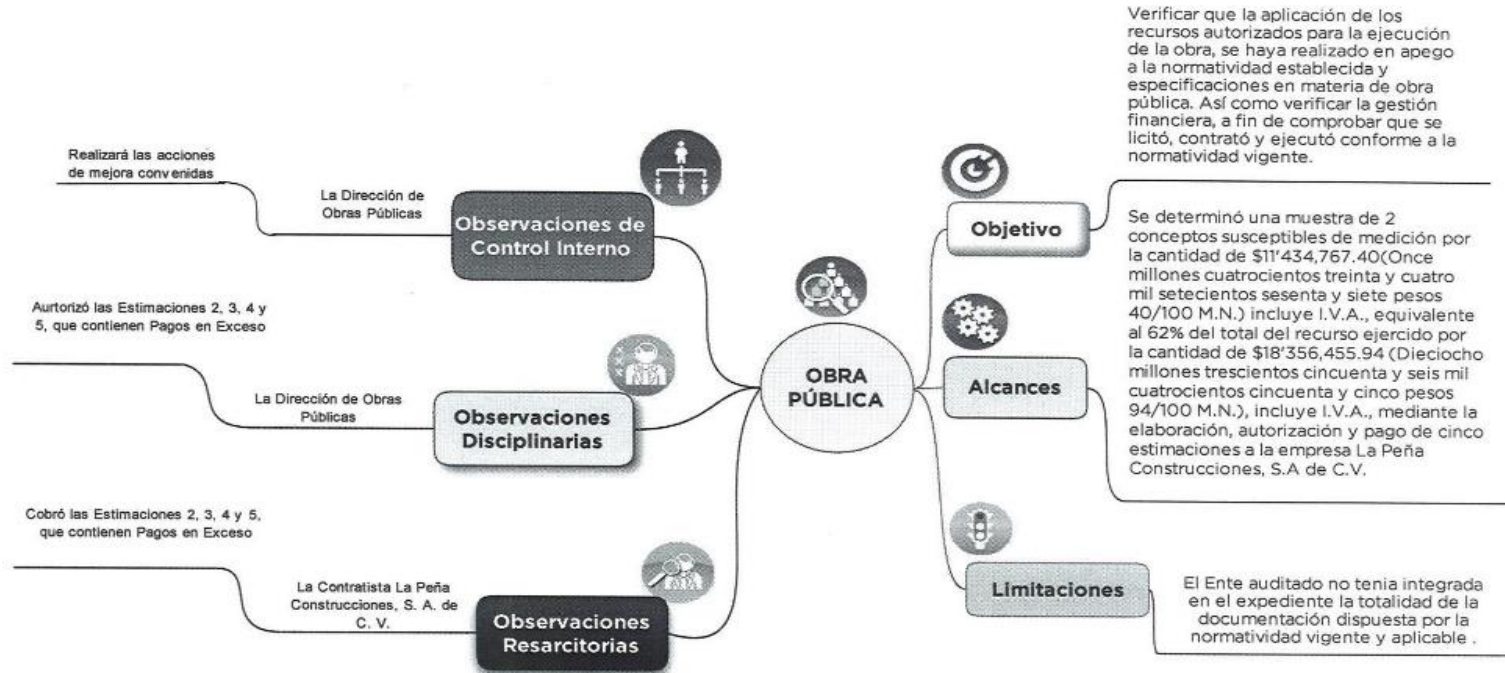 Realizará las acciones
de mejora convenidas
La Dirección de
Obras Públicas
Observaciones de
Control Interno
Aurtorizó las Estimaciones 2, 3, 4 y
5, que contienen Pagos en Exceso
La Dirección de Obras
Públicas
Observaciones
Disciplinarias
Cobró las Estimaciones 2, 3, 4 y 5,
que contienen Pagos en Exceso
La Contratista La Peña
Construcciones, S. A. de
C. V.
Observaciones
Resarcitorias
OBRA
PÚBLICA
Objetivo
Verificar que la aplicación de los
recursos autorizados para la ejecución
de la obra, se haya realizado en apego
a la normatividad establecida y
especificaciones en materia de obra
pública. Así como verificar la gestión
financiera, a fin de comprobar que se
licitó, contrató y ejecutó conforme a la
normatividad vigente.
Alcances
Se determinó una muestra de 2
conceptos susceptibles de medición por
la cantidad de $11'434,767.40(Once
millones cuatrocientos treinta y cuatro
mil setecientos sesenta y siete pesos
40/100 M.N.) incluye I.V.A., equivalente
al 62% del total del recurso ejercido por
la cantidad de $18'356,455.94 (Dieciocho
millones trescientos cincuenta y seis mil
cuatrocientos cincuenta y cinco pesos
94/100 M.N.), incluye I.V.A., mediante la
elaboración, autorización y pago de cinco
estimaciones a la empresa La Peña
Construcciones, S.A de C.V.
Limitaciones
El Ente auditado no tenia integrada
en el expediente la totalidad de la
documentación dispuesta por la
normatividad vigente y aplicable .